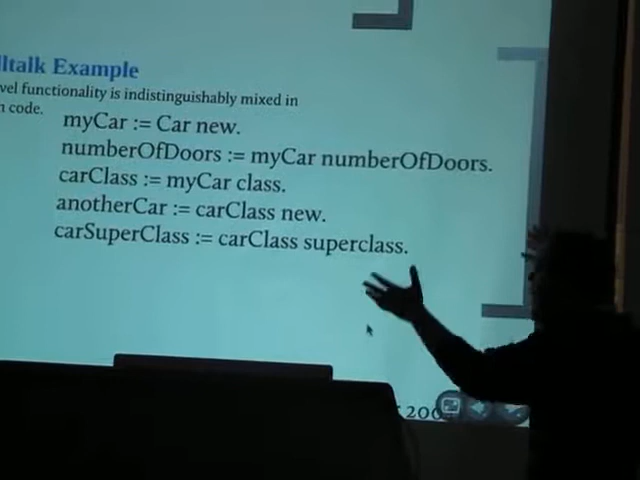 lltalk Example
vel functionality is indistinguishably mixed in
n code.
myCar := Car new.
numberOfDoors := myCar numberOfDoors.
carClass := myCar class.
anotherCar := carClass new.
carSuperClass := carClass superclass.
200